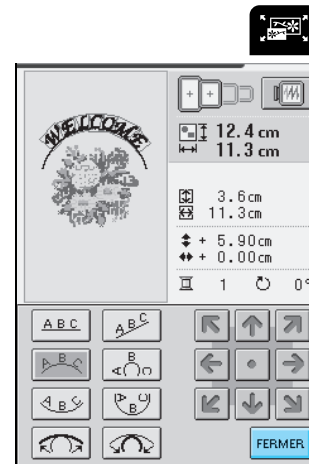 WELCOME
12.4 cm
11.3 cm
3.6cm
11.3cm
+ 5.90cm
+ 0.00cm
1 0°
ABC
ABC
ABC
ABC
ABC
ABC
FERMER